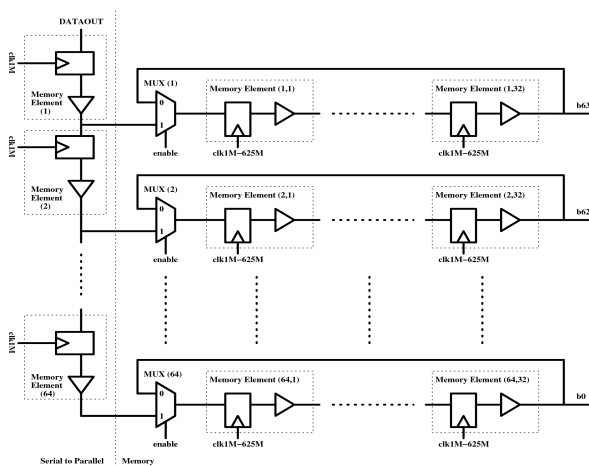 DATAOUT
clk1M
Memory
Element
(1)
clk1M
Memory
Element
(2)
clk1M
Memory
Element
(64)
MUX (1)
0
1
enable
Memory Element (1,1)
clk1M-625M
Memory Element (1,32)
clk1M-625M
b63
MUX (2)
0
1
enable
Memory Element (2,1)
clk1M-625M
Memory Element (2,32)
clk1M-625M
b62
MUX (64)
0
1
enable
Memory Element (64,1)
clk1M-625M
Memory Element (64,32)
clk1M-625M
b0
Serial to Parallel
Memory